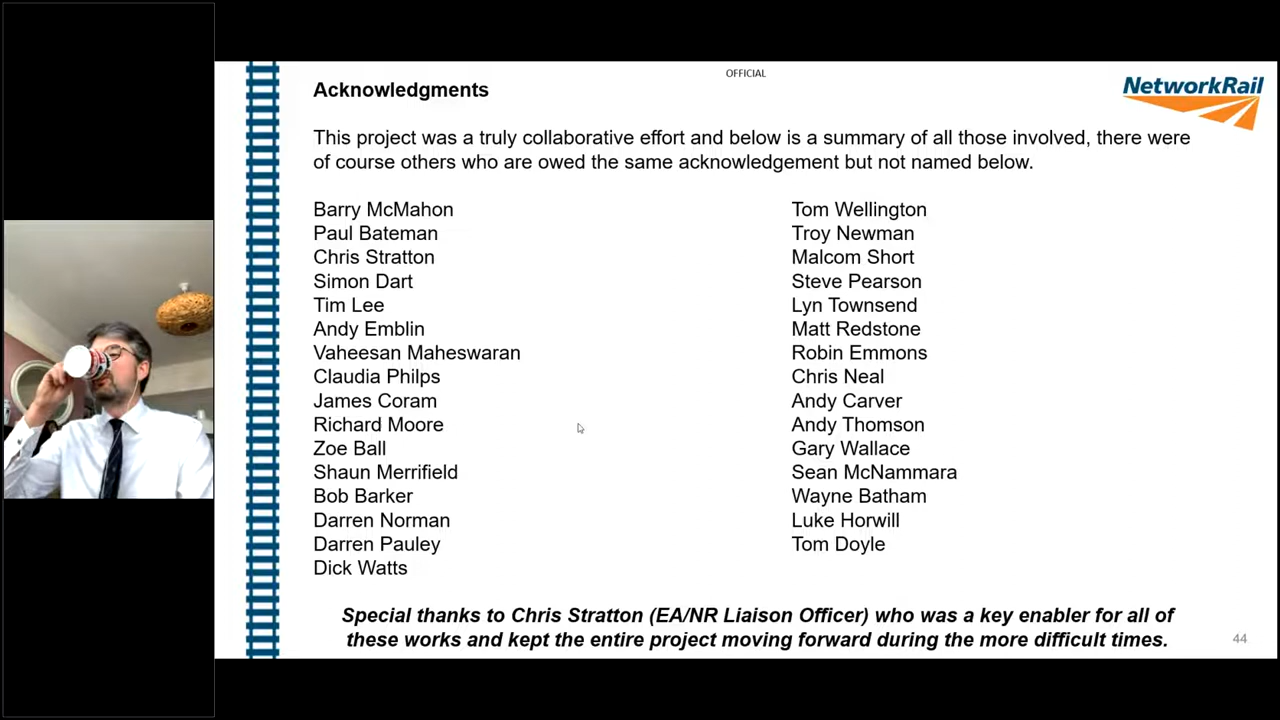 OFFICIAL
Acknowledgments
NetworkRail
This project was a truly collaborative effort and below is a summary of all those involved, there were
of course others who are owed the same acknowledgement but not named below.
Barry McMahon
Paul Bateman
Chris Stratton
Simon Dart
Tim Lee
Andy Emblin
Vaheesan Maheswaran
Claudia Philps
James Coram
Richard Moore
Zoe Ball
Shaun Merrifield
Bob Barker
Darren Norman
Darren Pauley
Dick Watts
Tom Wellington
Troy Newman
Malcom Short
Steve Pearson
Lyn Townsend
Matt Redstone
Robin Emmons
Chris Neal
Andy Carver
Andy Thomson
Gary Wallace
Sean McNammara
Wayne Batham
Luke Horwill
Tom Doyle
Special thanks to Chris Stratton (EA/NR Liaison Officer) who was a key enabler for all of
these works and kept the entire project moving forward during the more difficult times.
44